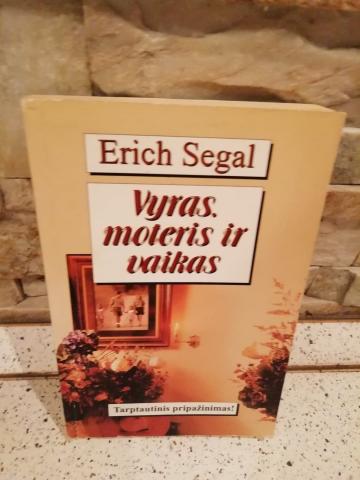 Erich Segal
Vyras,
moteris ir
vaikas
Tarptautinis pripažinimas!